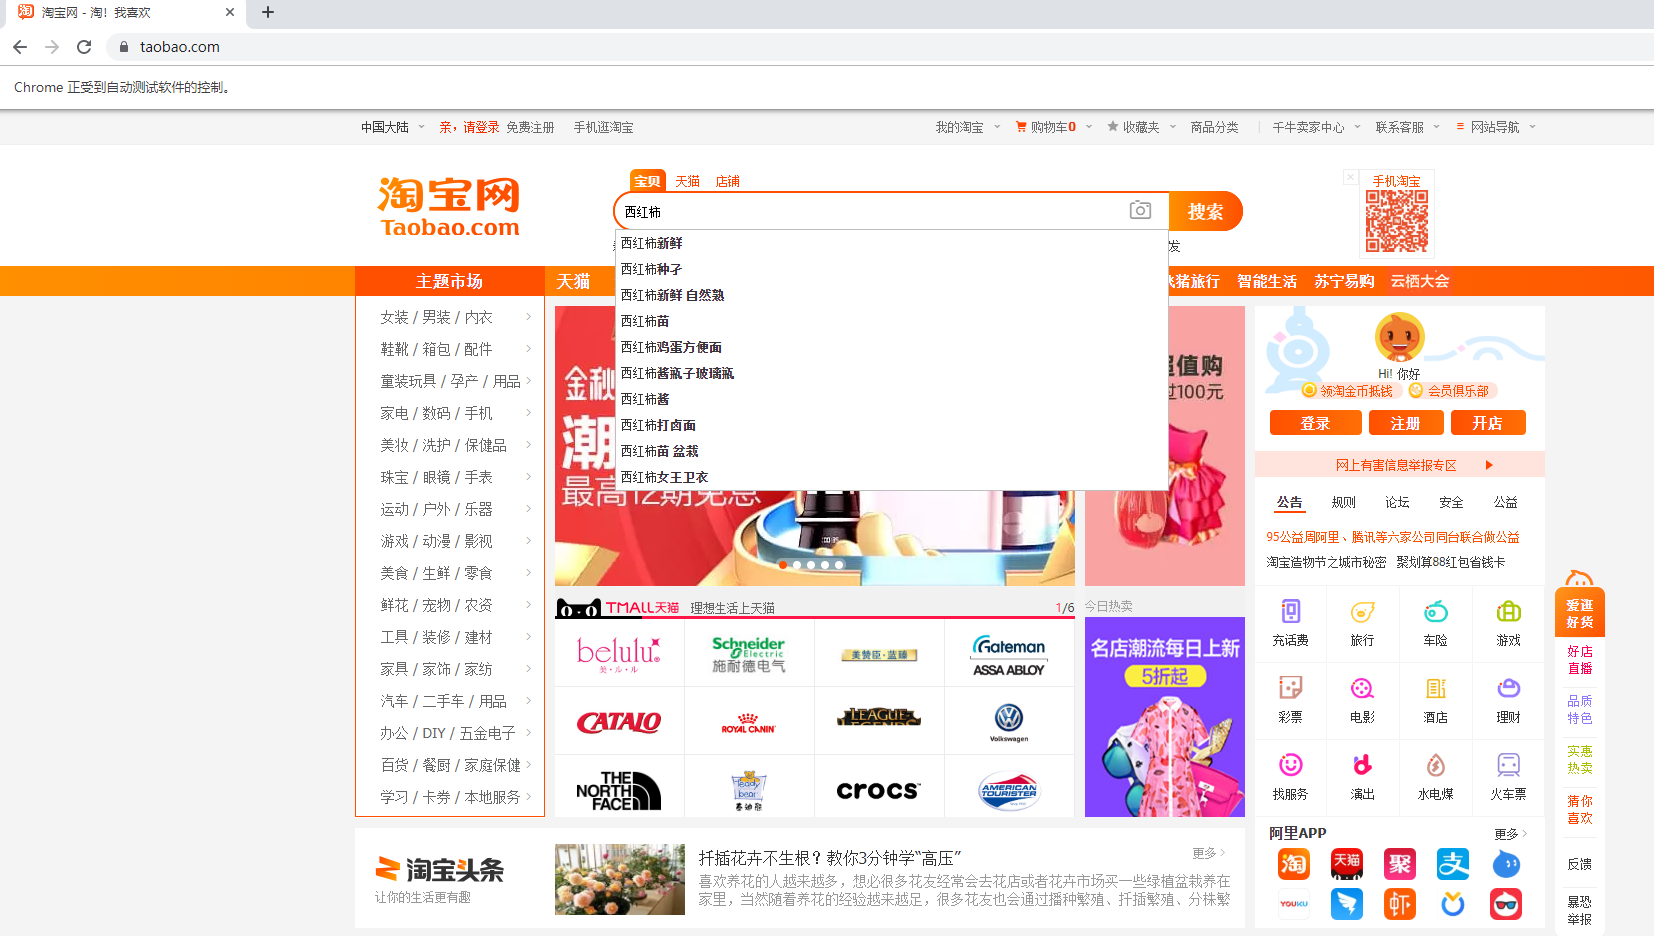 淘宝网 - 淘！我喜欢
taobao.com
Chrome 正受到自动测试软件的控制。
中国大陆 亲，请登录 免费注册 手机逛淘宝 我的淘宝 购物车0 收藏夹 商品分类 千牛卖家中心 联系客服 网站导航
宝贝 天猫 店铺
淘宝网
Taobao.com
西红柿 搜索
手机淘宝
发
西红柿新鲜
西红柿种子
西红柿新鲜 自然熟
西红柿苗
西红柿鸡蛋方便面
西红柿酱瓶子玻璃瓶
西红柿酱
西红柿打卤面
西红柿苗 盆栽
西红柿女王卫衣
主题市场 天猫 猪旅行 智能生活 苏宁易购 云栖大会
女装 / 男装 / 内衣
鞋靴 / 箱包 / 配件
童装玩具 / 孕产 / 用品
家电 / 数码 / 手机
美妆 / 洗护 / 保健品
珠宝 / 眼镜 / 手表
运动 / 户外 / 乐器
游戏 / 动漫 / 影视
美食 / 生鲜 / 零食
鲜花 / 宠物 / 农资
工具 / 装修 / 建材
家具 / 家饰 / 家纺
汽车 / 二手车 / 用品
办公 / DIY / 五金电子
百货 / 餐厨 / 家庭保健
学习 / 卡券 / 本地服务
金秋
潮
最高12期免息
值购
过100元
TMALL天猫 理想生活上天猫 1/6
belulu
美·ル·ル
Schneider
Electric
施耐德电气
美赞臣·蓝臻
Gateman
ASSA ABLOY
CATALO
ROYAL CANIN
LEAGUE
LEGENDS
Volkswagen
THE
NORTH
FACE
Teddy
bear
泰迪熊
crocs
AMERICAN
TOURISTER
今日热卖
名店潮流每日上新
5折起
Hi! 你好
领淘金币抵钱 会员俱乐部
登录 注册 开店
网上有害信息举报专区
公告 规则 论坛 安全 公益
95公益周阿里、腾讯等六家公司同台联合做公益
淘宝造物节之城市秘密 聚划算88红包省钱卡
充话费 旅行 车险 游戏
彩票 电影 酒店 理财
找服务 演出 水电煤 火车票
阿里APP 更多
淘 天猫 聚 支
YOUKU 虾
爱逛
好货
好店
直播
品质
特色
实惠
热卖
猜你
喜欢
反馈
暴恐
举报
淘宝头条
让你的生活更有趣
扦插花卉不生根？教你3分钟学“高压” 更多
喜欢养花的人越来越多，想必很多花友经常会去花店或者花卉市场买一些绿植盆栽养在
家里，当然随着养花的经验越来越足，很多花友也会通过播种繁殖、扦插繁殖、分株繁